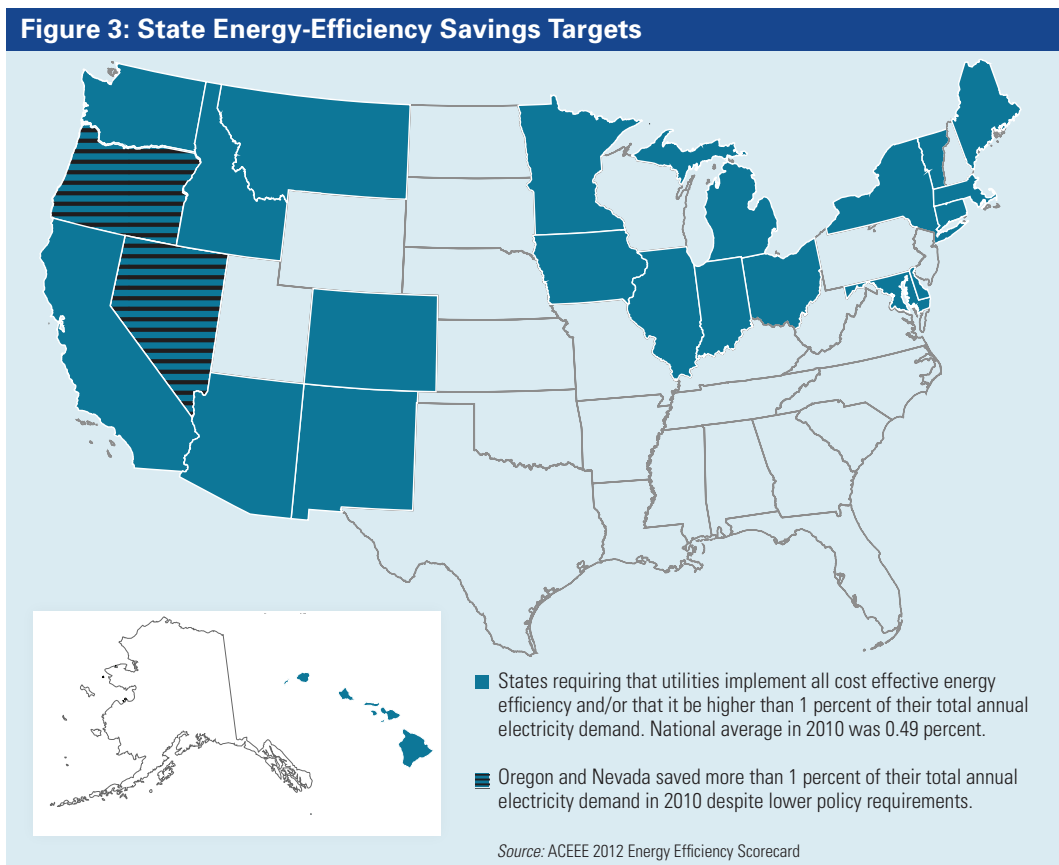 Figure 3: State Energy-Efficiency Savings Targets
States requiring that utilities implement all cost effective energy
efficiency and/or that it be higher than 1 percent of their total annual
electricity demand. National average in 2010 was 0.49 percent.
Oregon and Nevada saved more than 1 percent of their total annual
electricity demand in 2010 despite lower policy requirements.
Source: ACEEE 2012 Energy Efficiency Scorecard